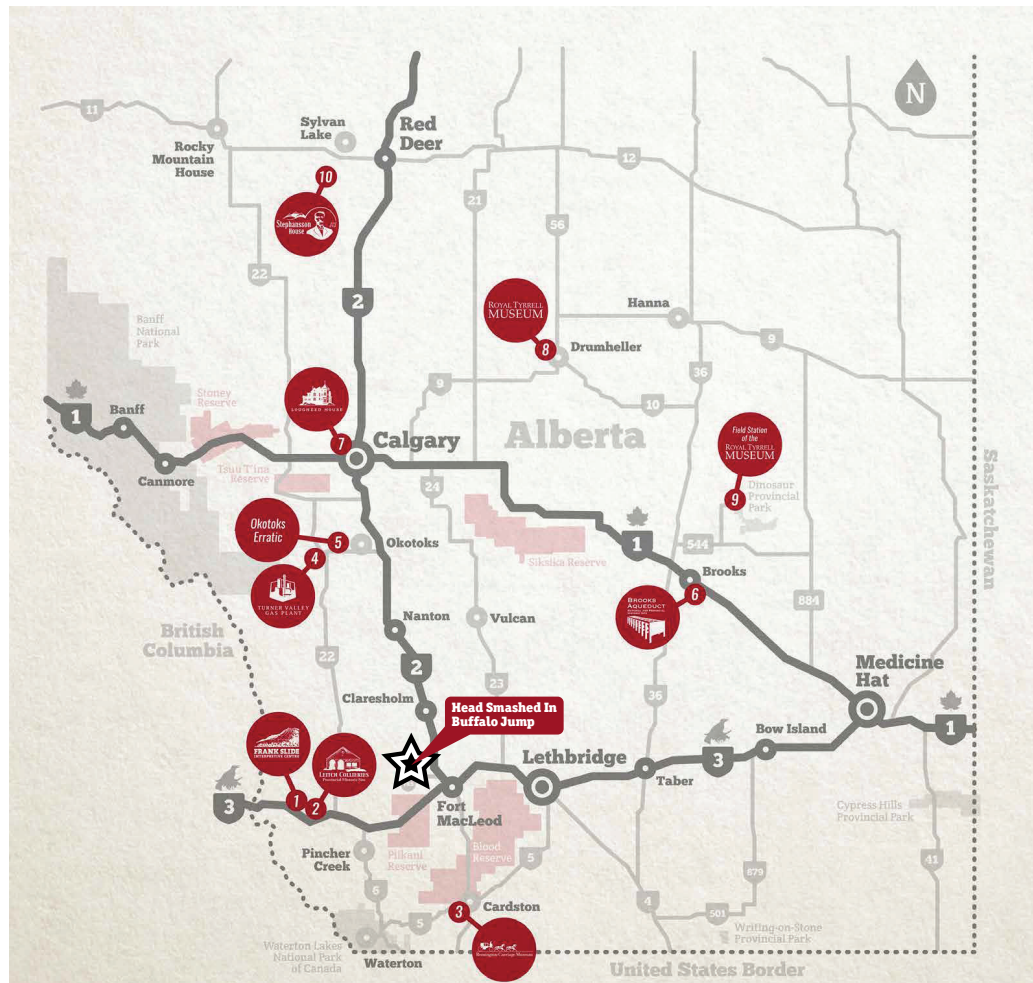 N
11
Rocky
Mountain
House
Sylvan
Lake
Red
Deer
10
Stephansson
House
12
21
56
22
2
ROYAL TYRRELL
MUSEUM
8
Drumheller
Hanna
9
36
Banff
National
Park
Stoney
Reserve
LOUGHEED HOUSE
7
Calgary
9
10
Alberta
1
Banff
Canmore
Tsuu T'ina
Reserve
24
Field Station
of the
ROYAL TYRRELL
MUSEUM
9
Dinosaur
Provincial
Park
Saskatchewan
Okotoks
Erratic
5
Okotoks
4
TURNER VALLEY
GAS PLANT
Siksika Reserve
1
544
Brooks
6
BROOKS
AQUEDUCT
884
British
Columbia
22
Nanton
Vulcan
2
23
36
Claresholm
Head Smashed In
Buffalo Jump
Medicine
Hat
1
Bow Island
3
FRANK SLIDE
INTERPRETIVE CENTRE
LEITCH COLLIERIES
Provincial Historic Site
Lethbridge
Taber
1
2
3
Fort
MacLeod
Cypress Hills
Provincial Park
Pincher
Creek
Piikani
Reserve
Blood
Reserve
5
41
879
6
3
Cardston
4
501
5
Writing-on-Stone
Provincial Park
Remington Carriage Museum
Waterton Lakes
National Park
of Canada
Waterton
United States Border